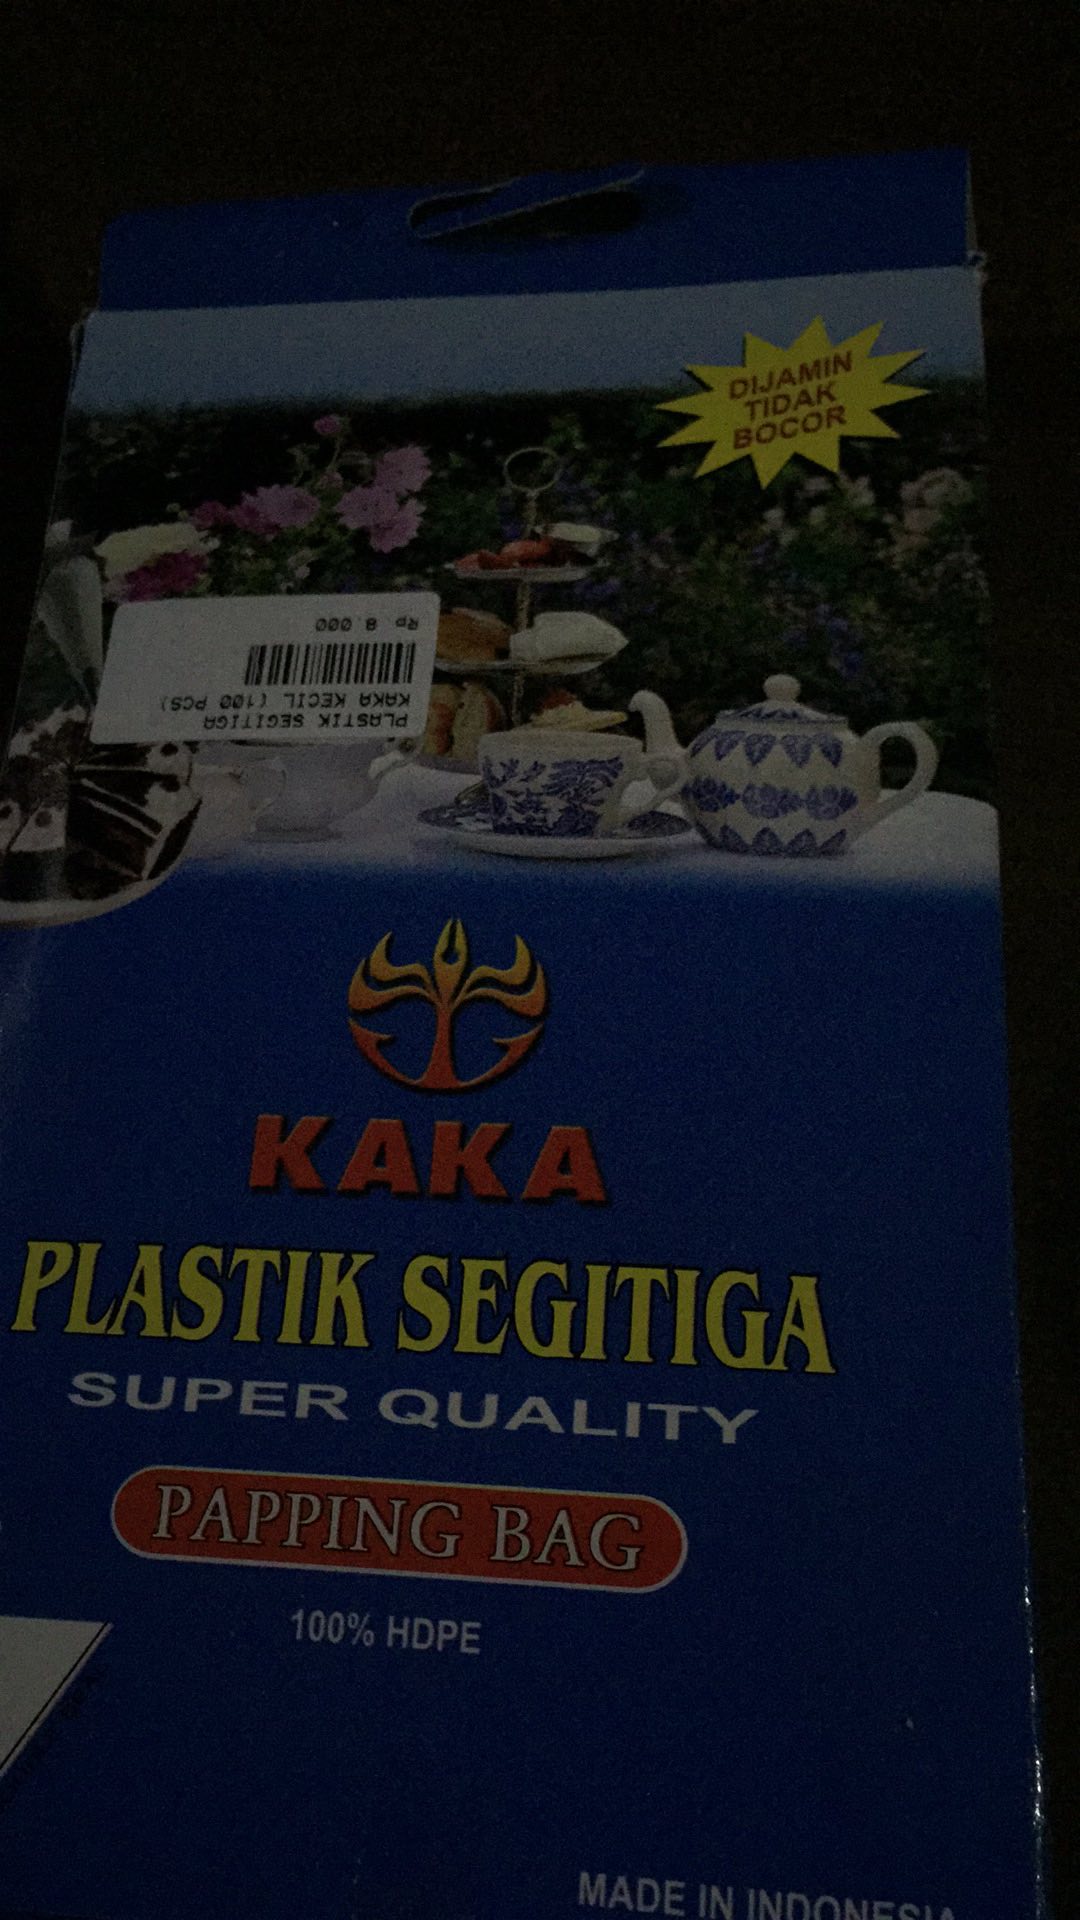 DIJAMIN
TIDAK
BOCOR
PLASTIK SEGITIGA
KAKA KECIL (100 PCS)
Rp 8.000
KAKA
PLASTIK SEGITIGA
SUPER QUALITY
PAPPING BAG
100% HDPE
MADE IN INDONESIA